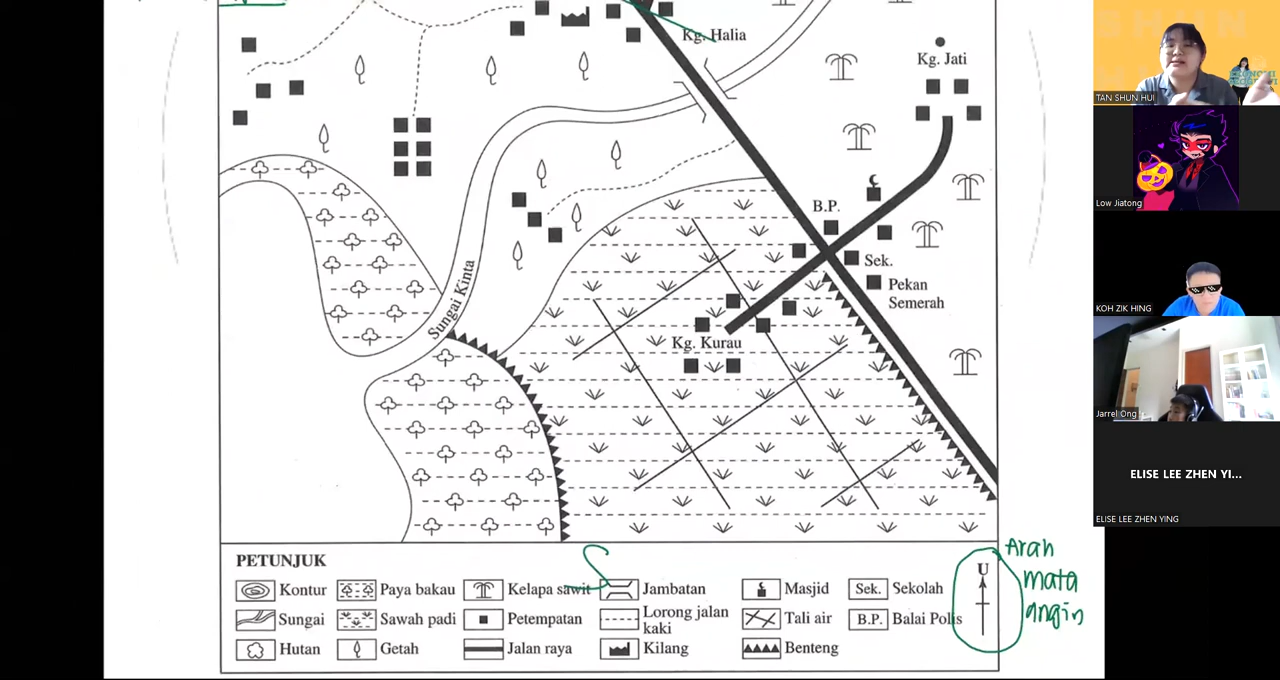 Kg. Halia
Kg. Jati
B.P.
Sek.
Pekan
Semerah
Sungai Kinta
Kg. Kurau
PETUNJUK
Kontur
Paya bakau
Kelapa sawit
Jambatan
Masjid
Sek.
Sekolah
Sungai
Sawah padi
Petempatan
Lorong jalan
kaki
Tali air
B.P.
Balai Polis
Hutan
Getah
Jalan raya
Kilang
Benteng
U
Arah
mata
angin
TAN SHUN HUI
Low Jiatong
KOH ZIK HING
Jarrel Ong
ELISE LEE ZHEN YI...
ELISE LEE ZHEN YING